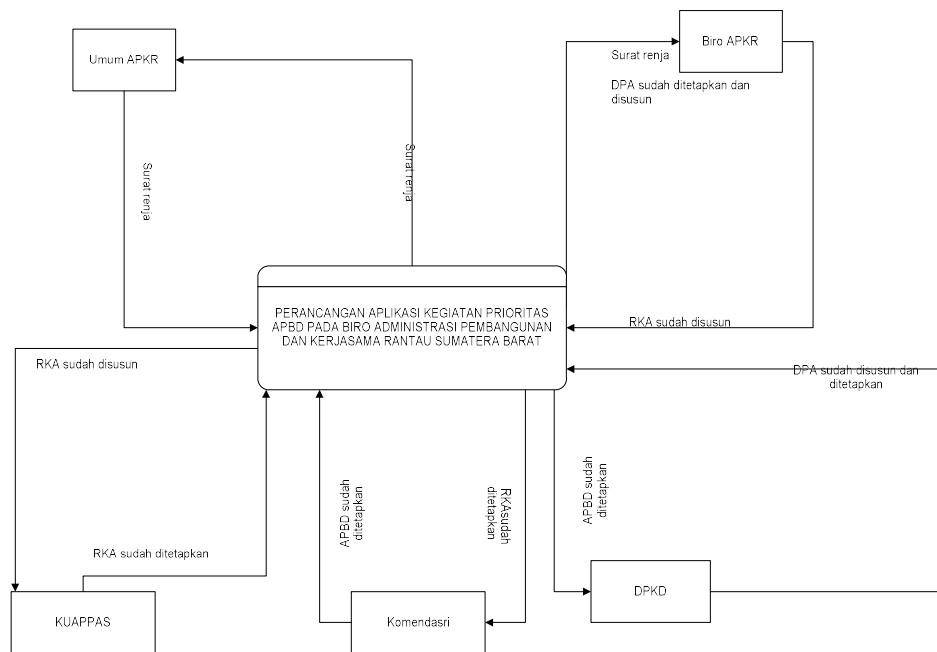 Umum APKR
Biro APKR
Surat renja
DPA sudah ditetapkan dan
disusun
Surat renja
Surat renja
PERANCANGAN APLIKASI KEGIATAN PRIORITAS
APBD PADA BIRO ADMINISTRASI PEMBANGUNAN
DAN KERJASAMA RANTAU SUMATERA BARAT
RKA sudah disusun
RKA sudah disusun
DPA sudah disusun dan
ditetapkan
APBD sudah
ditetapkan
RKAsudah
ditetapkan
APBD sudah
ditetapkan
RKA sudah ditetapkan
KUAPPAS
Komendasri
DPKD